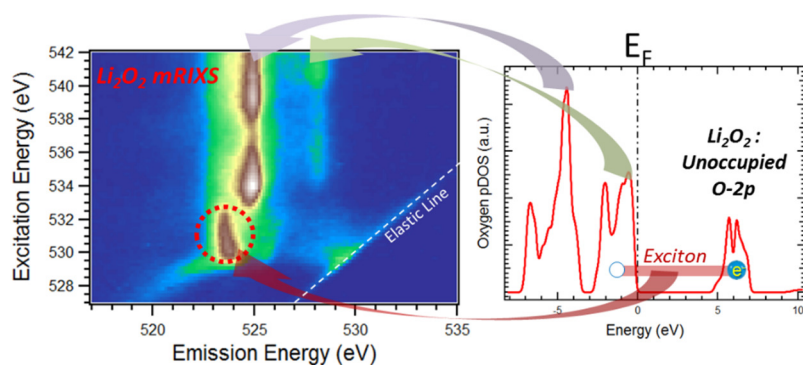 Li2O2 mRIXS
Elastic Line
542
540
538
536
534
532
530
528
520
525
530
535
Excitation Energy (eV)
Emission Energy (eV)
EF
Li2O2 :
Unoccupied
O-2p
Exciton
e-
Oxygen pDOS (a.u.)
-5
0
5
10
Energy (eV)